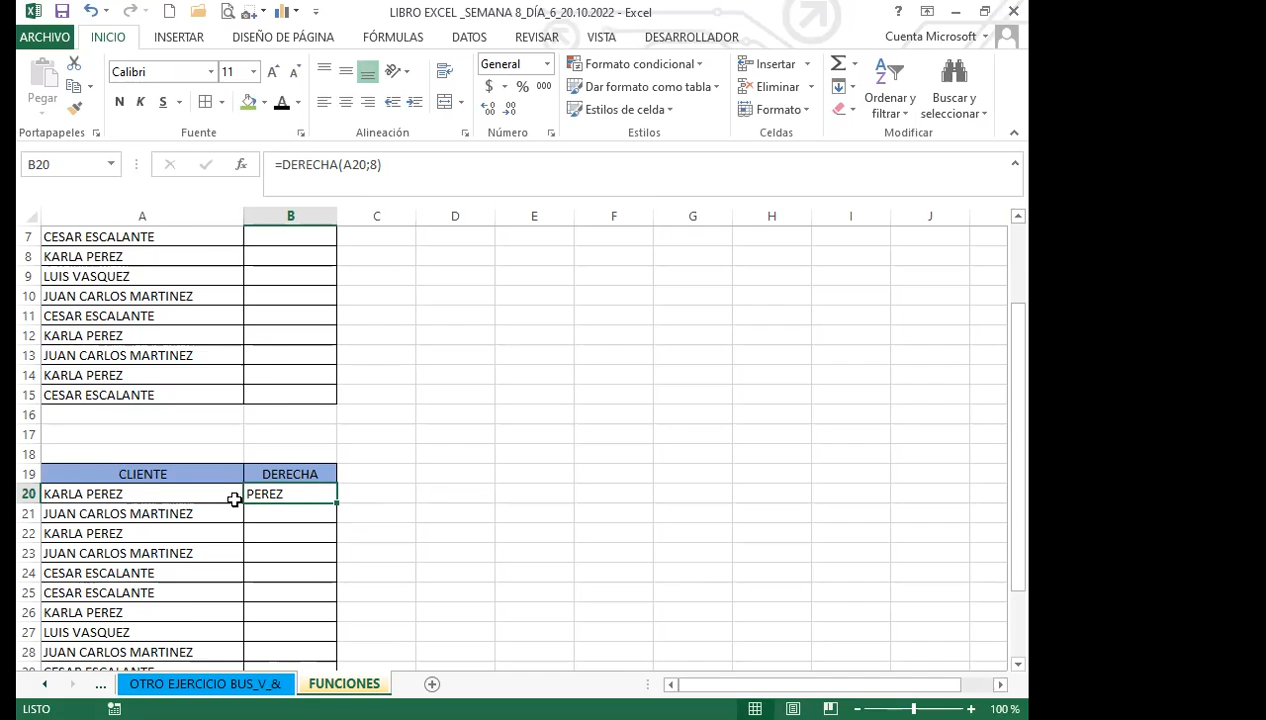 LIBRO EXCEL _SEMANA 8_DÍA_6_20.10.2022 - Excel
ARCHIVO INICIO INSERTAR DISEÑO DE PÁGINA FÓRMULAS DATOS REVISAR VISTA DESARROLLADOR Cuenta Microsoft
Pegar
Calibri 11
N K S
General
$ % 000
Formato condicional
Dar formato como tabla
Estilos de celda
Insertar
Eliminar
Formato
Ordenar y filtrar
Buscar y seleccionar
Portapapeles Fuente Alineación Número Estilos Celdas Modificar
B20 fx =DERECHA(A20;8)
A B C D E F G H I J
7 CESAR ESCALANTE
8 KARLA PEREZ
9 LUIS VASQUEZ
10 JUAN CARLOS MARTINEZ
11 CESAR ESCALANTE
12 KARLA PEREZ
13 JUAN CARLOS MARTINEZ
14 KARLA PEREZ
15 CESAR ESCALANTE
16
17
18
19 CLIENTE DERECHA
20 KARLA PEREZ PEREZ
21 JUAN CARLOS MARTINEZ
22 KARLA PEREZ
23 JUAN CARLOS MARTINEZ
24 CESAR ESCALANTE
25 CESAR ESCALANTE
26 KARLA PEREZ
27 LUIS VASQUEZ
28 JUAN CARLOS MARTINEZ
29 CESAR ESCALANTE
... OTRO EJERCICIO BUS_V_& FUNCIONES
LISTO 100 %